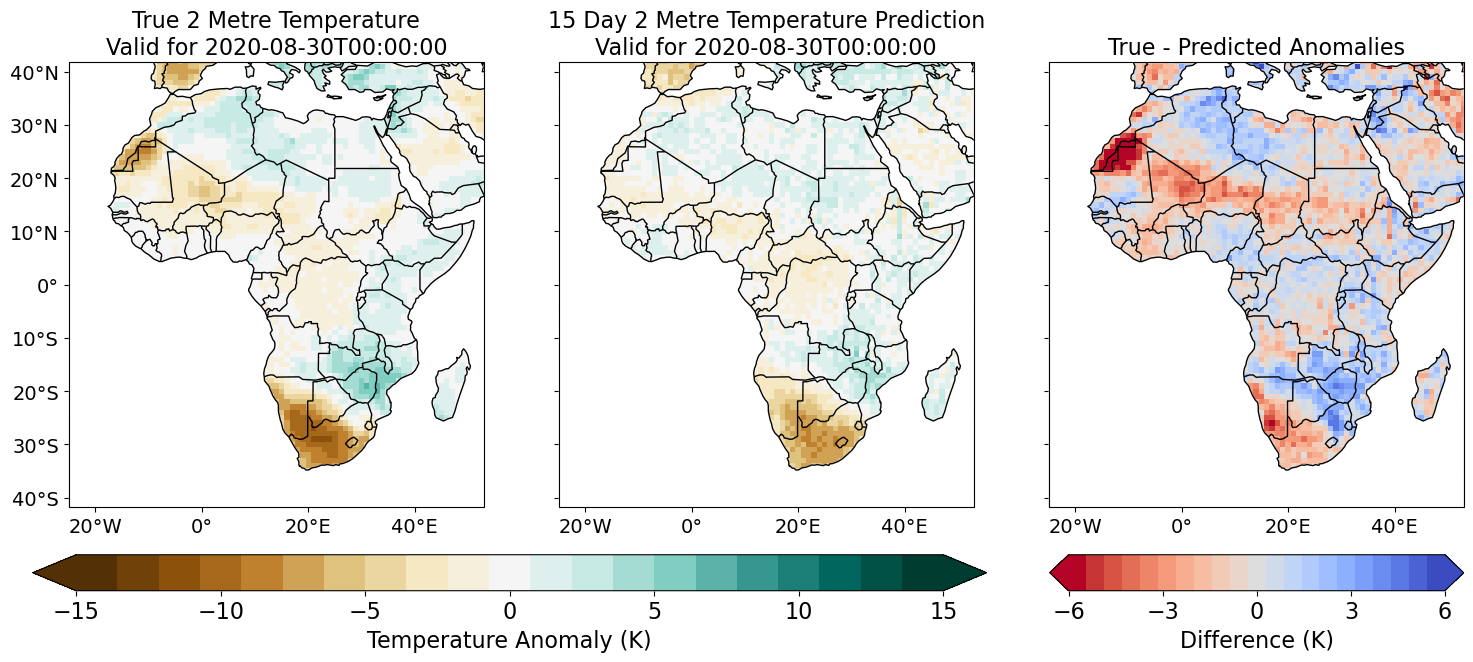 True 2 Metre Temperature
Valid for 2020-08-30T00:00:00
15 Day 2 Metre Temperature Prediction
Valid for 2020-08-30T00:00:00
True - Predicted Anomalies
40°N
30°N
20°N
10°N
0°
10°S
20°S
30°S
40°S
20°W 0° 20°E 40°E
20°W 0° 20°E 40°E
20°W 0° 20°E 40°E
−15 −10 −5 0 5 10 15
Temperature Anomaly (K)
−6 −3 0 3 6
Difference (K)